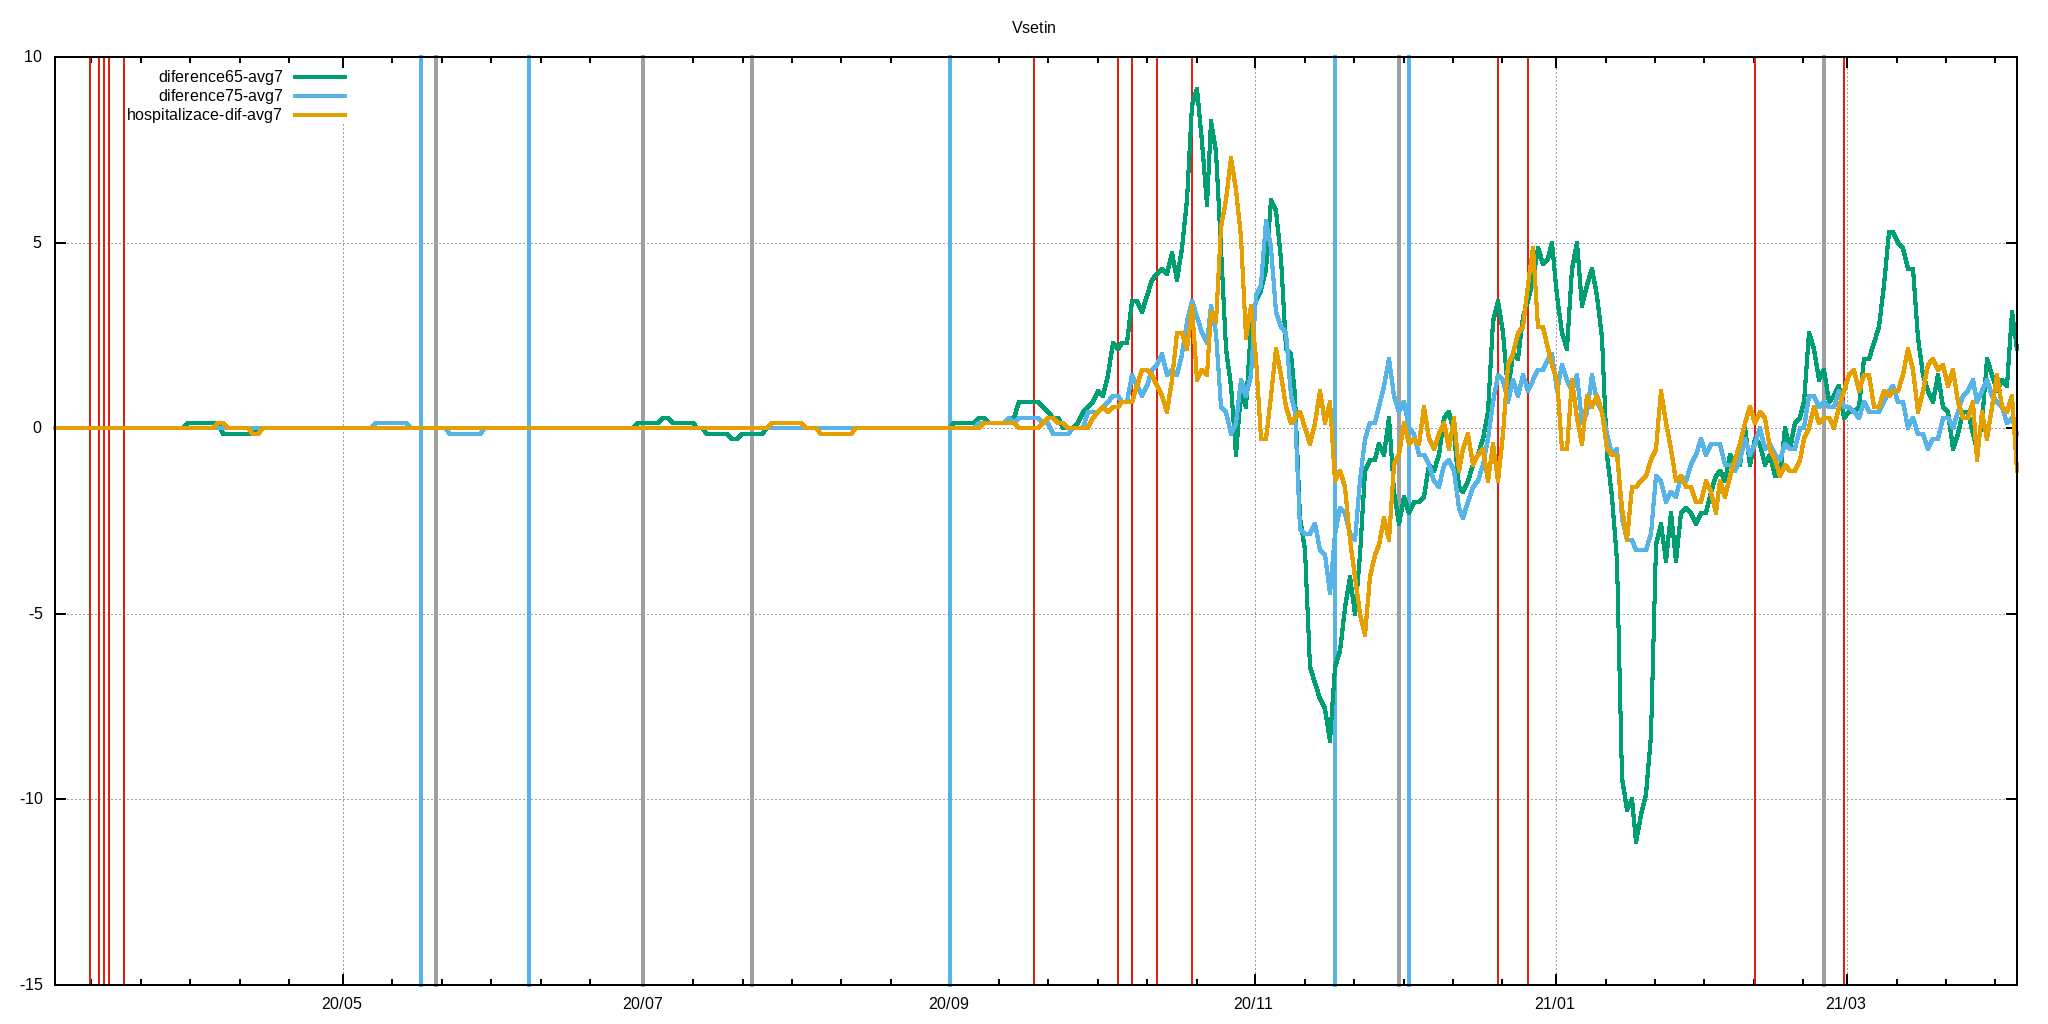 Vsetin
10
diference65-avg7
diference75-avg7
hospitalizace-dif-avg7
5
0
-5
-10
-15
20/05 20/07 20/09 20/11 21/01 21/03